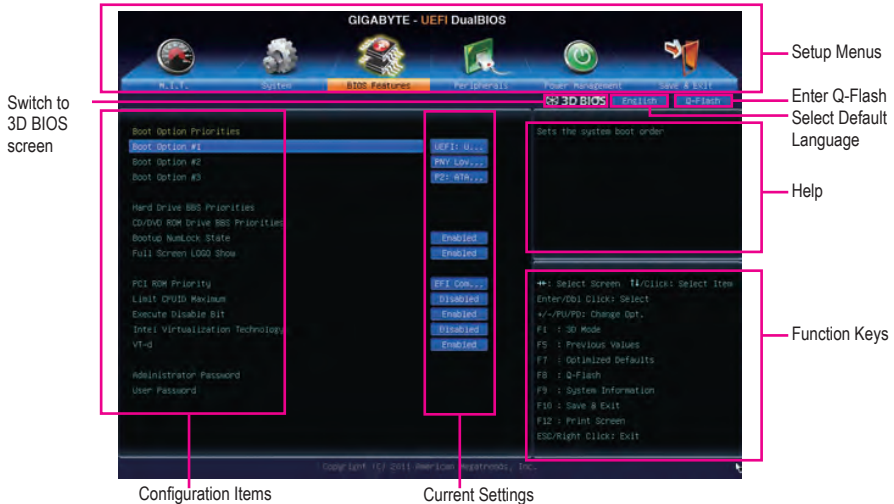 GIGABYTE - UEFI DualBIOS
M.I.T.
System
BIOS Features
Peripherals
Power Management
Save & Exit
Setup Menus
Switch to
3D BIOS
screen
3D BIOS
English
Q-Flash
Enter Q-Flash
Select Default
Language
Boot Option Priorities
Boot Option #1
UEFI: G...
Boot Option #2
PNY Lov...
Boot Option #3
P2: ATA...
Hard Drive BBS Priorities
CD/DVD ROM Drive BBS Priorities
Bootup NumLock State
Enabled
Full Screen LOGO Show
Enabled
PCI ROM Priority
EFI Com...
Limit CPUID Maximum
Disabled
Execute Disable Bit
Enabled
Intel Virtualization Technology
Disabled
VT-d
Enabled
Administrator Password
User Password
Sets the system boot order
Help
: Select Screen ↑↓/Click: Select Item
Enter/Dbl Click: Select
+/-/PU/PD: Change Opt.
F1 : 3D Mode
F5 : Previous Values
F7 : Optimized Defaults
F8 : Q-Flash
F9 : System Information
F10 : Save & Exit
F12 : Print Screen
ESC/Right Click: Exit
Function Keys
Copyright (C) 2011 American Megatrends, Inc.
Configuration Items
Current Settings